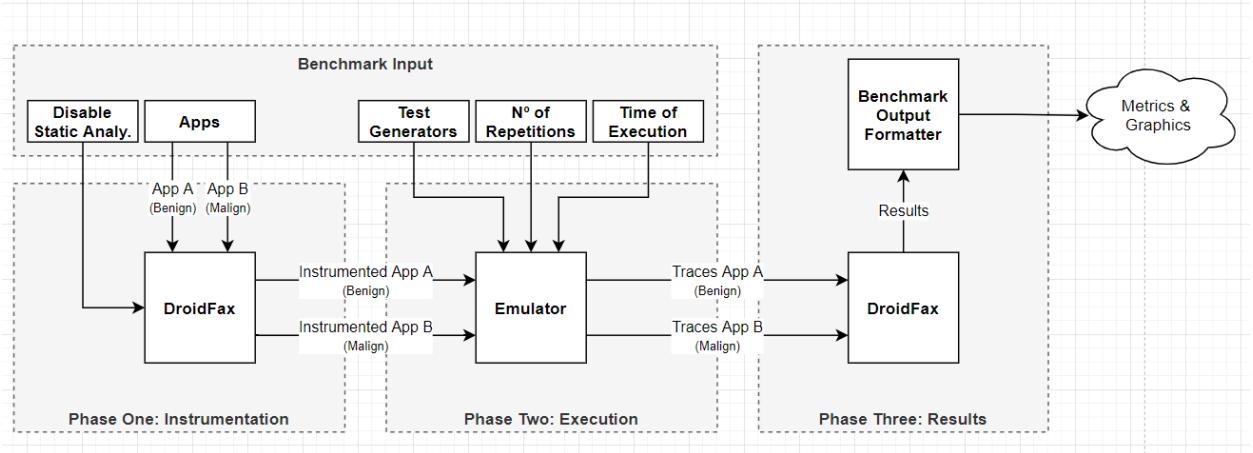 Benchmark Input
Disable
Static Analy.
Apps
Test
Generators
Nº of
Repetitions
Time of
Execution
App A
(Benign)
App B
(Malign)
DroidFax
Instrumented App A
(Benign)
Instrumented App B
(Malign)
Phase One: Instrumentation
Emulator
Traces App A
(Benign)
Traces App B
(Malign)
Phase Two: Execution
Benchmark
Output
Formatter
Results
DroidFax
Phase Three: Results
Metrics &
Graphics